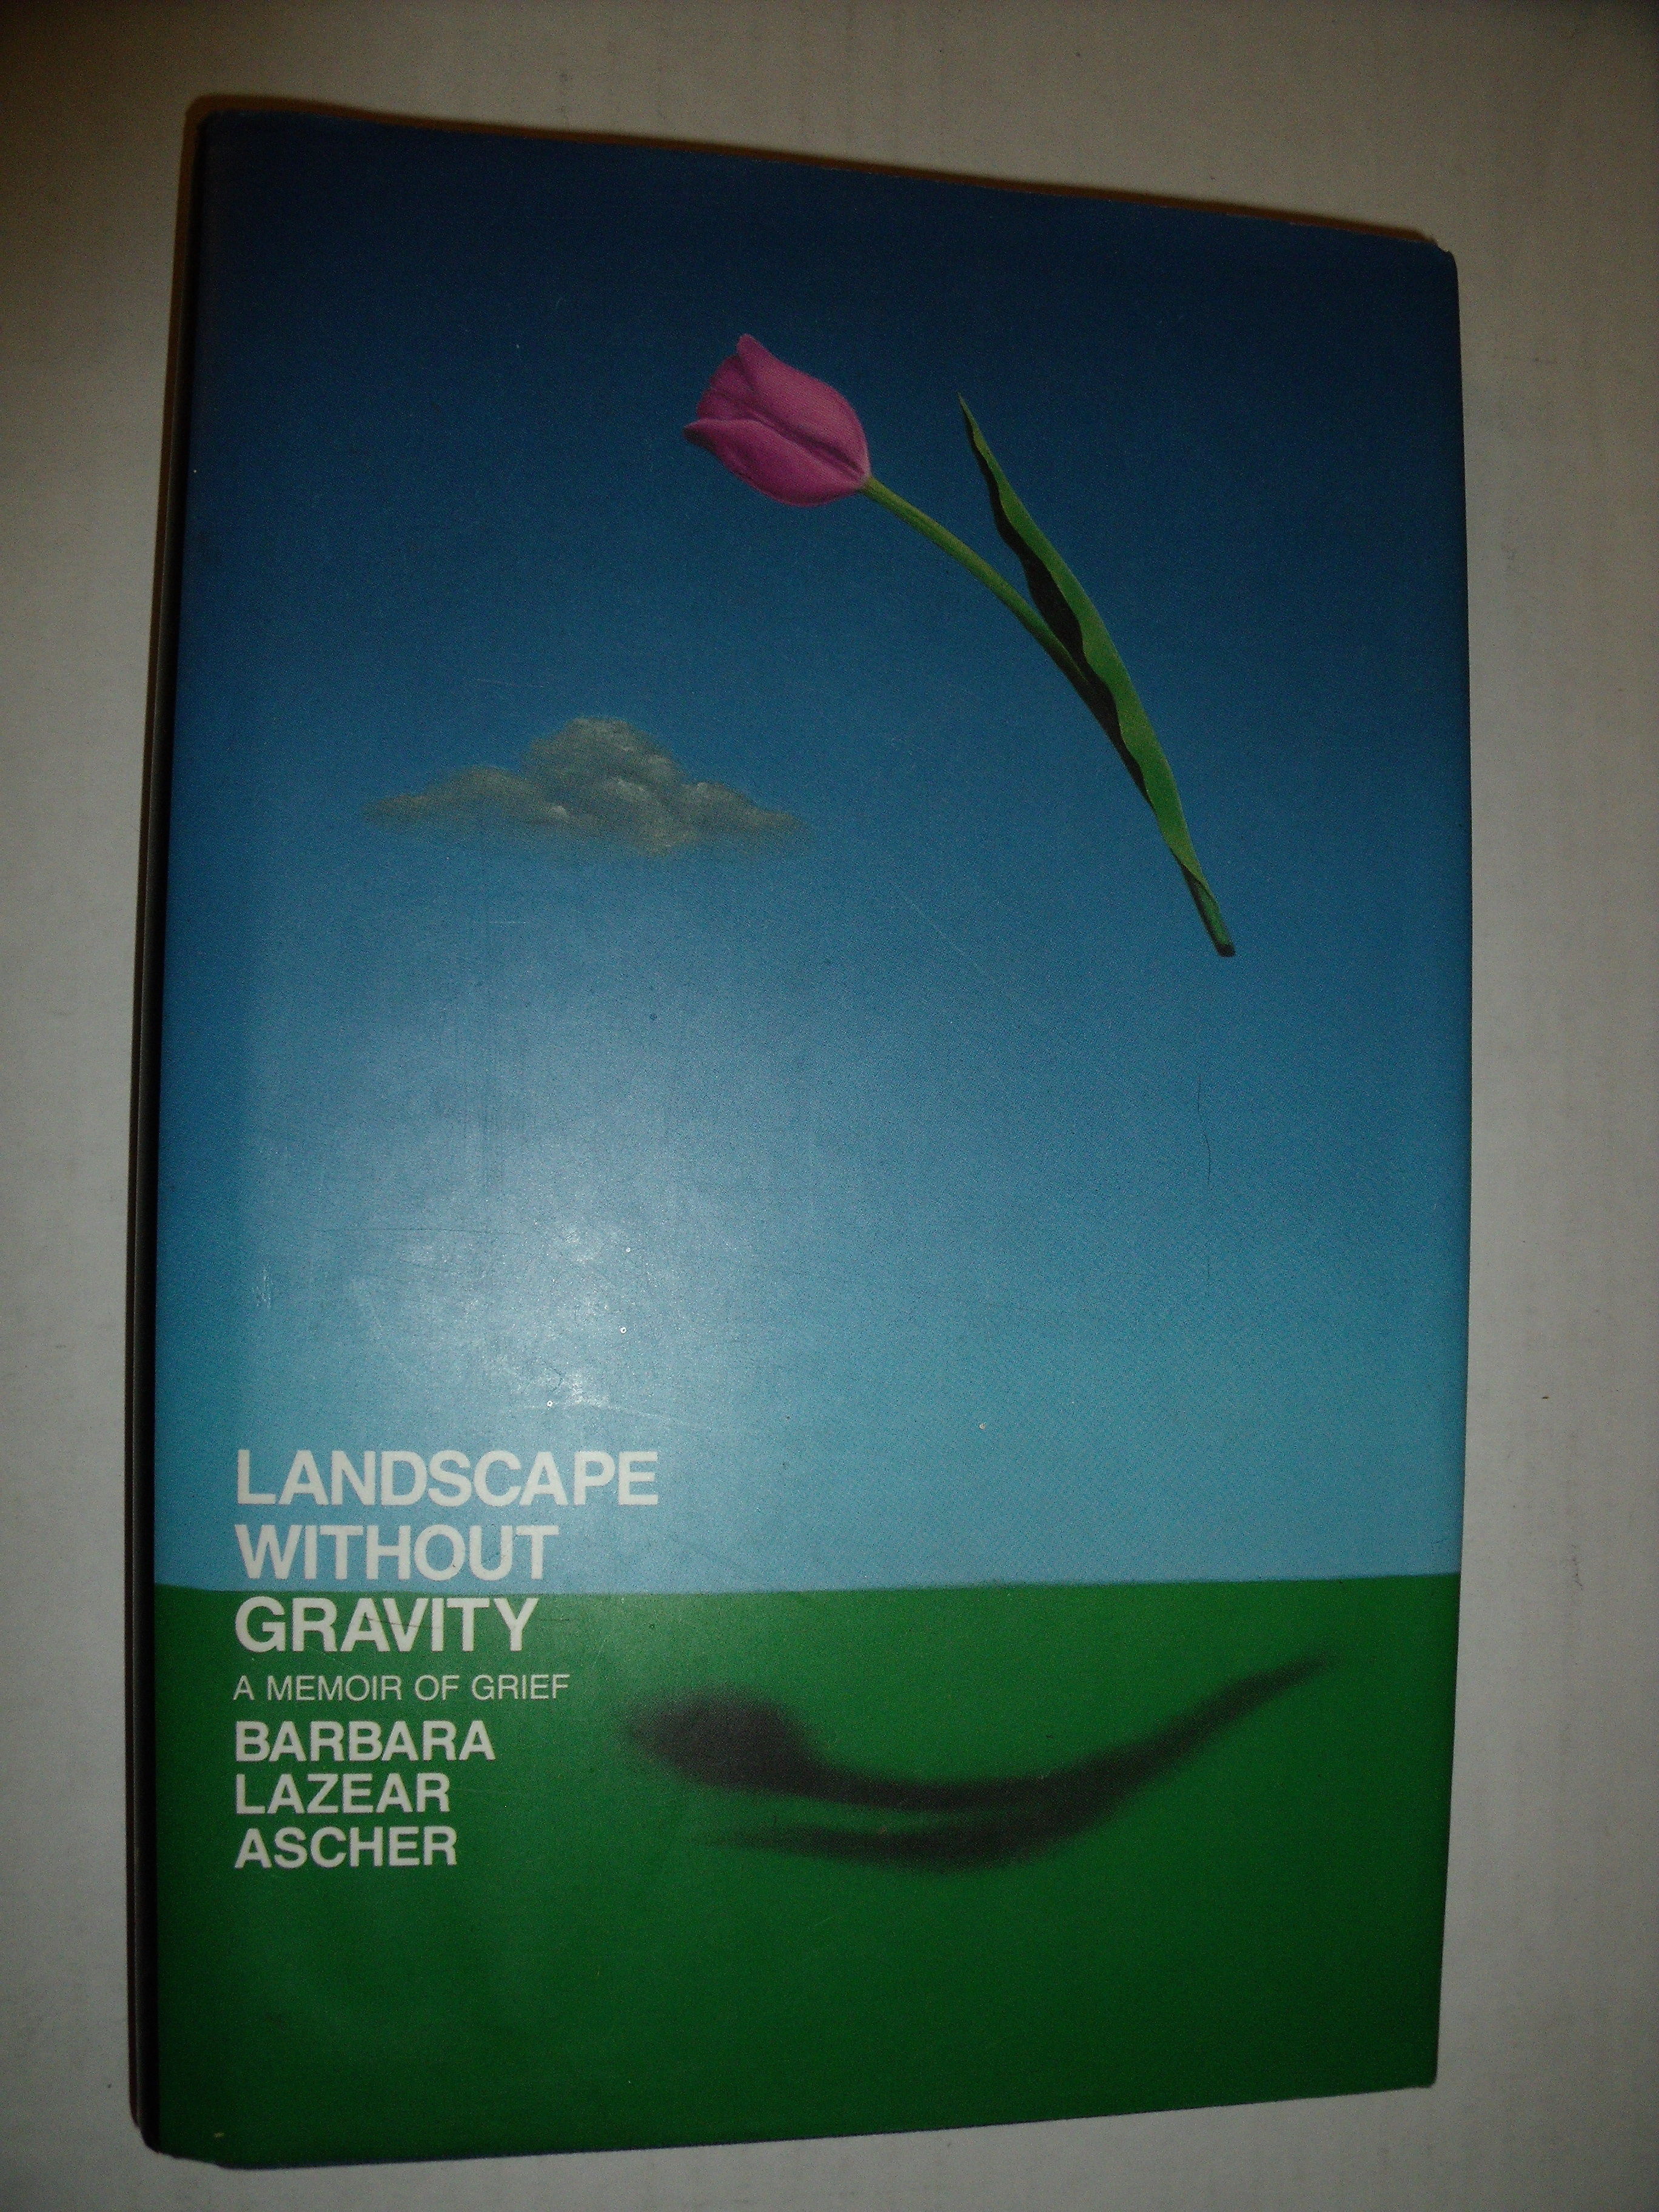 LANDSCAPE
WITHOUT
GRAVITY
A MEMOIR OF GRIEF
BARBARA
LAZEAR
ASCHER